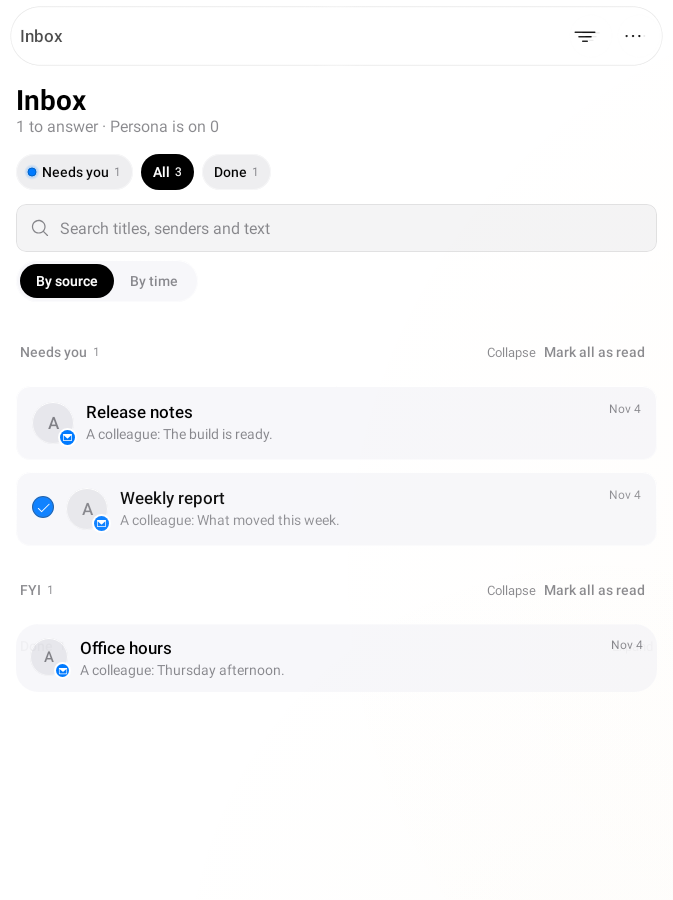 Inbox
Inbox
1 to answer · Persona is on 0
Needs you 1
All 3
Done 1
Search titles, senders and text
By source
By time
Needs you 1
Collapse Mark all as read
A
Release notes
Nov 4
A colleague: The build is ready.
A
Weekly report
Nov 4
A colleague: What moved this week.
FYI 1
Collapse Mark all as read
A
Office hours
Nov 4
A colleague: Thursday afternoon.